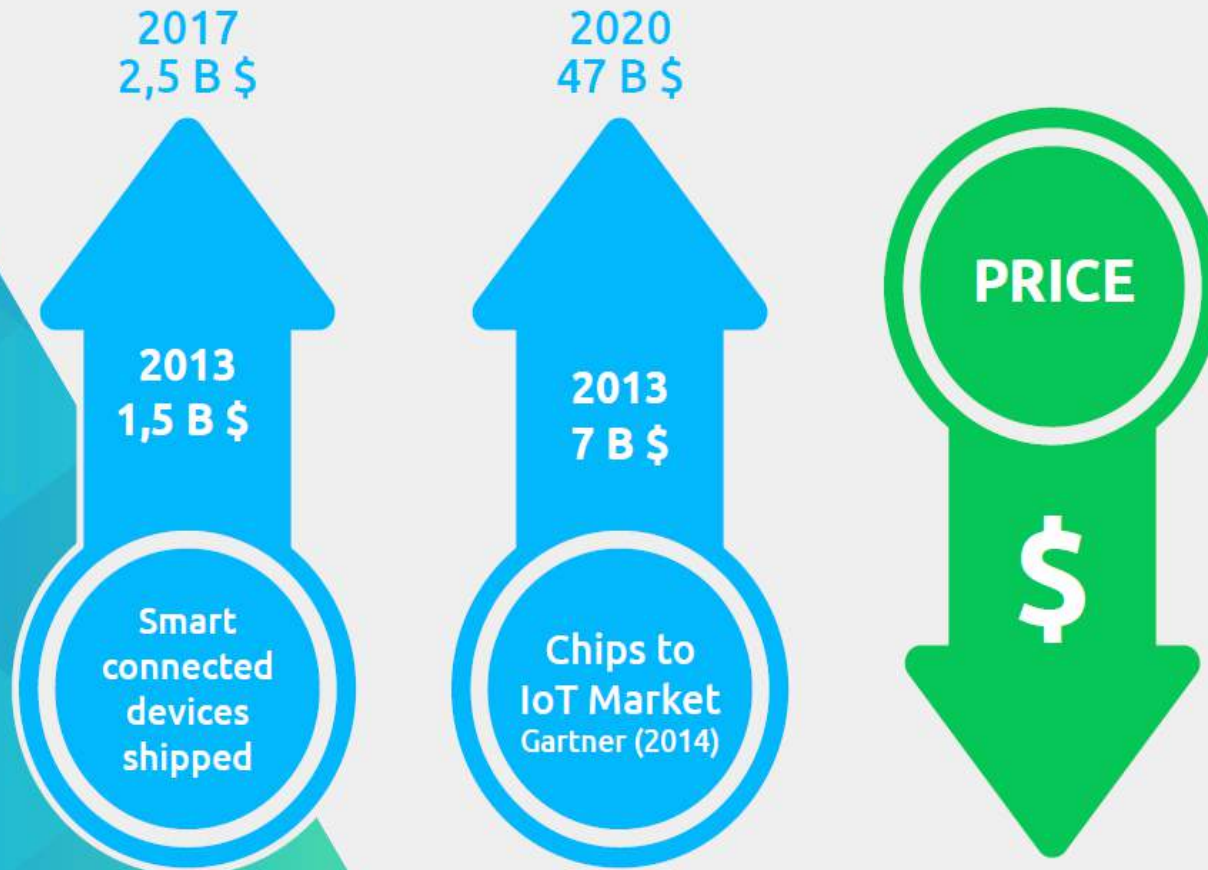 2017
2,5 B $
2013
1,5 B $
Smart
connected
devices
shipped
2020
47 B $
2013
7 B $
Chips to
IoT Market
Gartner (2014)
PRICE
$